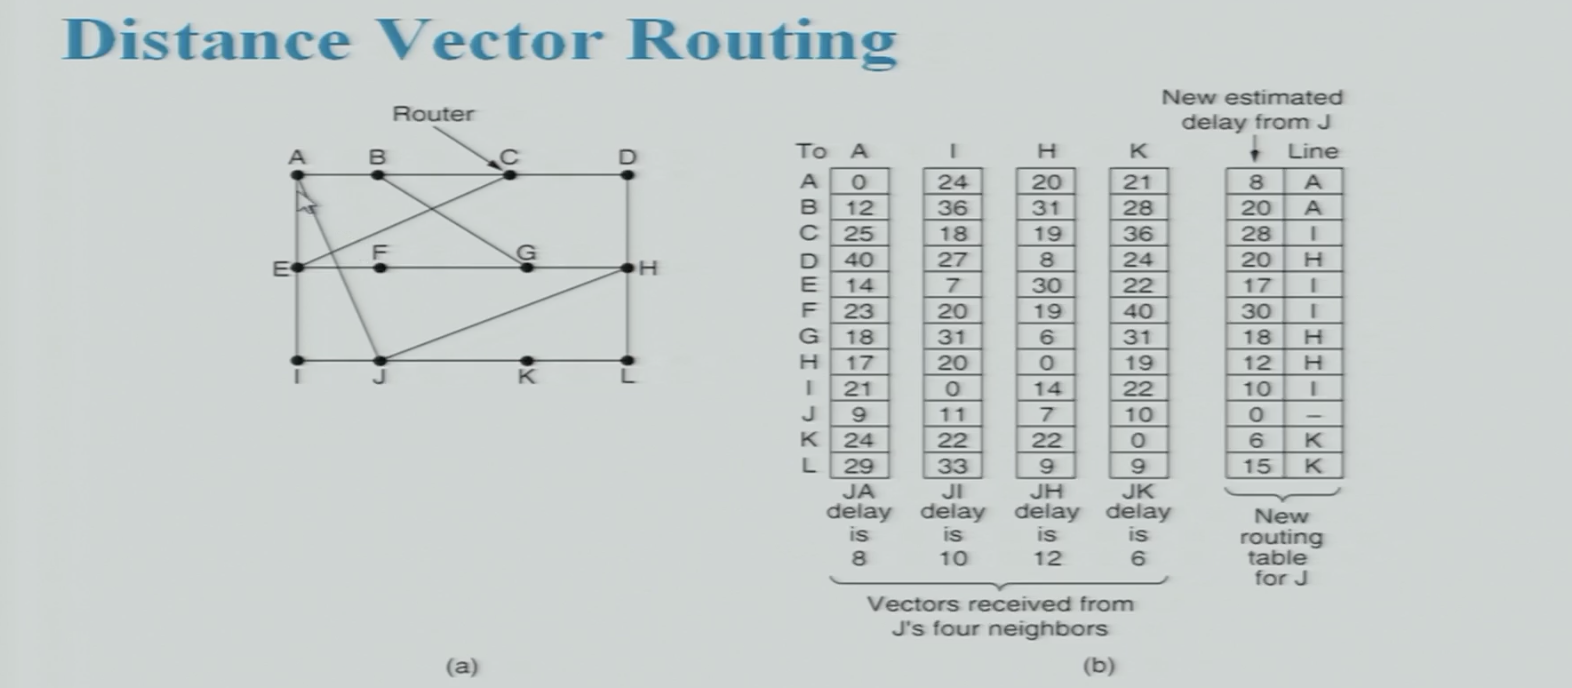 Distance Vector Routing
Router
A B C D
E F G H
I J K L
(a)
New estimated
delay from J
To A I H K Line
A 0 24 20 21 8 A
B 12 36 31 28 20 A
C 25 18 19 36 28 I
D 40 27 8 24 20 H
E 14 7 30 22 17 I
F 23 20 19 40 30 I
G 18 31 6 31 18 H
H 17 20 0 19 12 H
I 21 0 14 22 10 I
J 9 11 7 10 0 –
K 24 22 22 0 6 K
L 29 33 9 9 15 K
JA JI JH JK
delay delay delay delay
is is is is
8 10 12 6
Vectors received from
J's four neighbors
New
routing
table
for J
(b)